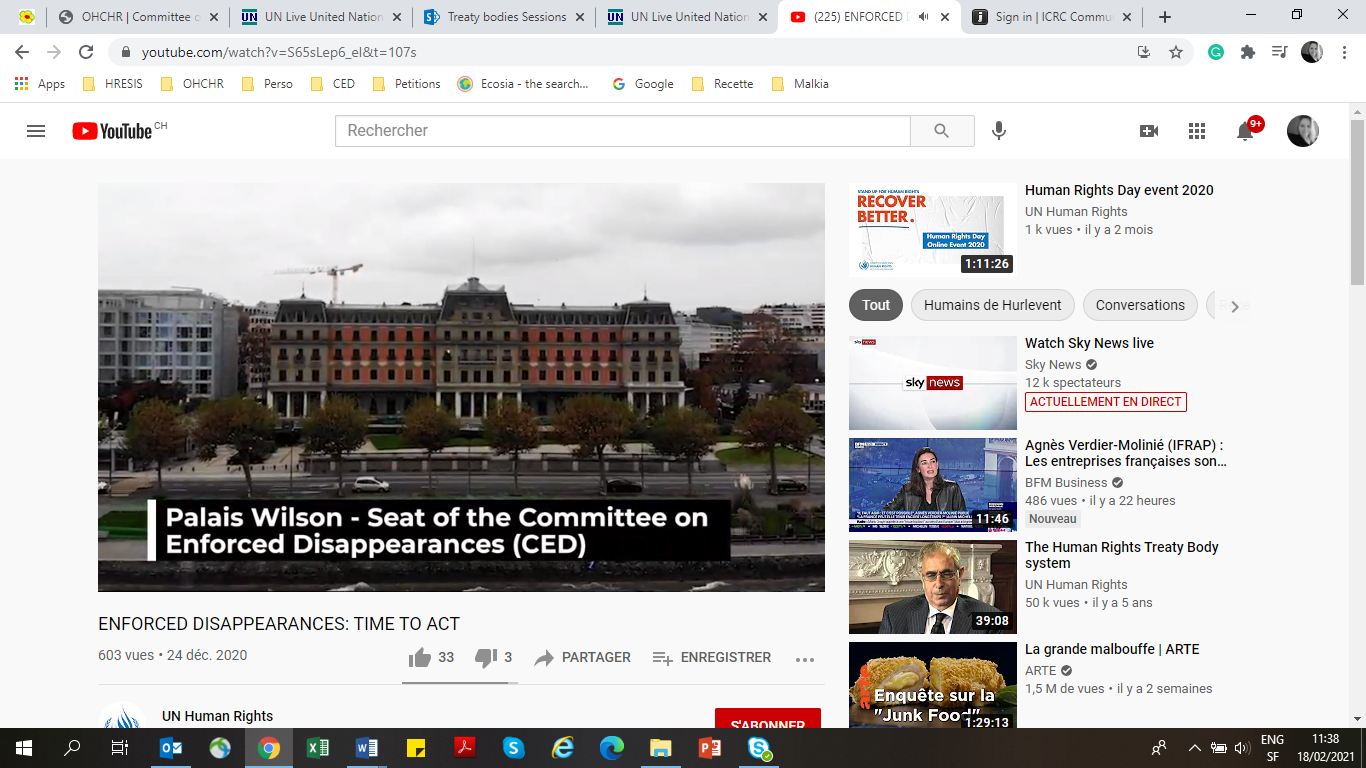 OHCHR | Committee o
UN Live United Nation
Treaty bodies Sessions
UN Live United Nation
(225) ENFORCED D
Sign in | ICRC Commu
youtube.com/watch?v=S65sLep6_eI&t=107s
Apps
HRESIS
OHCHR
Perso
CED
Petitions
Ecosia - the search...
Google
Recette
Malkia
YouTube CH
Rechercher
9+
Palais Wilson - Seat of the Committee on
Enforced Disappearances (CED)
ENFORCED DISAPPEARANCES: TIME TO ACT
603 vues • 24 déc. 2020
33
3
PARTAGER
ENREGISTRER
UN Human Rights
S'ABONNER
STAND UP FOR HUMAN RIGHTS
RECOVER
BETTER.
Human Rights Day
Online Event 2020
1:11:26
Human Rights Day event 2020
UN Human Rights
1 k vues • il y a 2 mois
Tout
Humains de Hurlevent
Conversations
sky news
Watch Sky News live
Sky News
12 k spectateurs
ACTUELLEMENT EN DIRECT
11:46
Agnès Verdier-Molinié (IFRAP) :
Les entreprises françaises son...
BFM Business
486 vues • il y a 22 heures
Nouveau
39:08
The Human Rights Treaty Body
system
UN Human Rights
50 k vues • il y a 5 ans
Enquête sur la
"Junk Food"
1:29:13
La grande malbouffe | ARTE
ARTE
1,5 M de vues • il y a 2 semaines
ENG
SF
11:38
18/02/2021